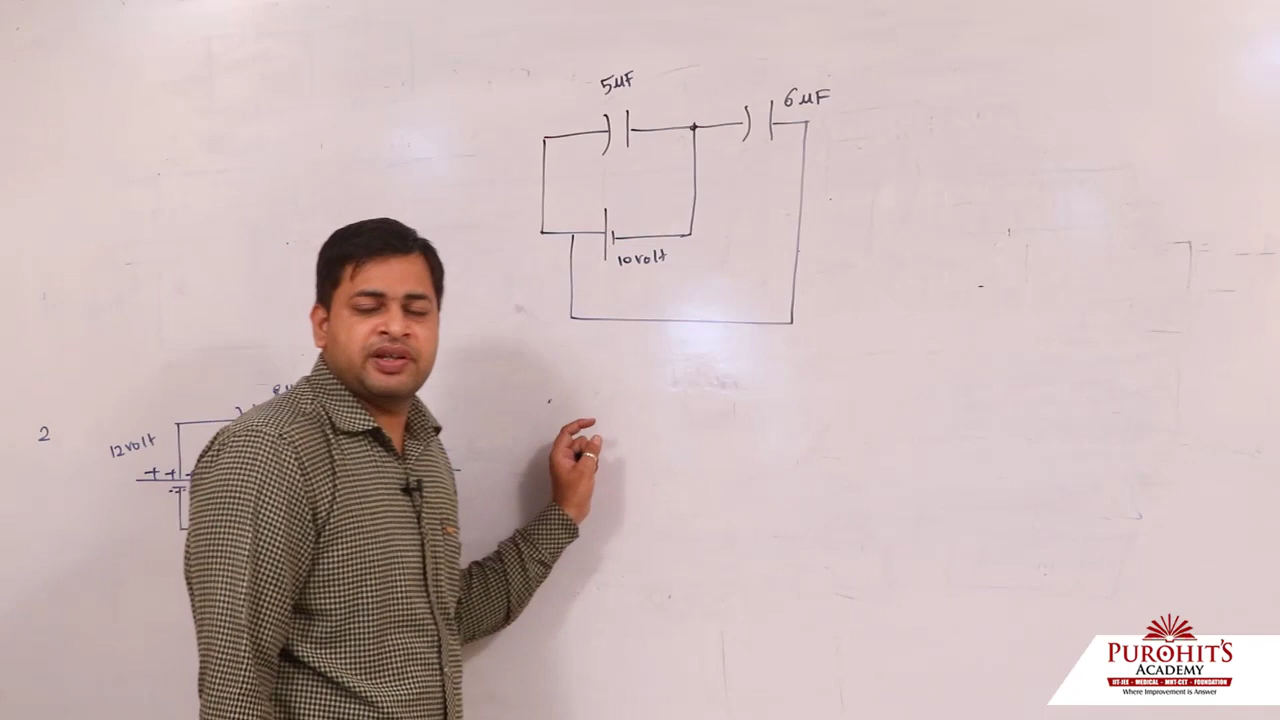 5μF
6μF
10volt
2
12volt
PUROHIT'S
ACADEMY
IIT-JEE - MEDICAL - MHT-CET - FOUNDATION
Where Improvement is Answer